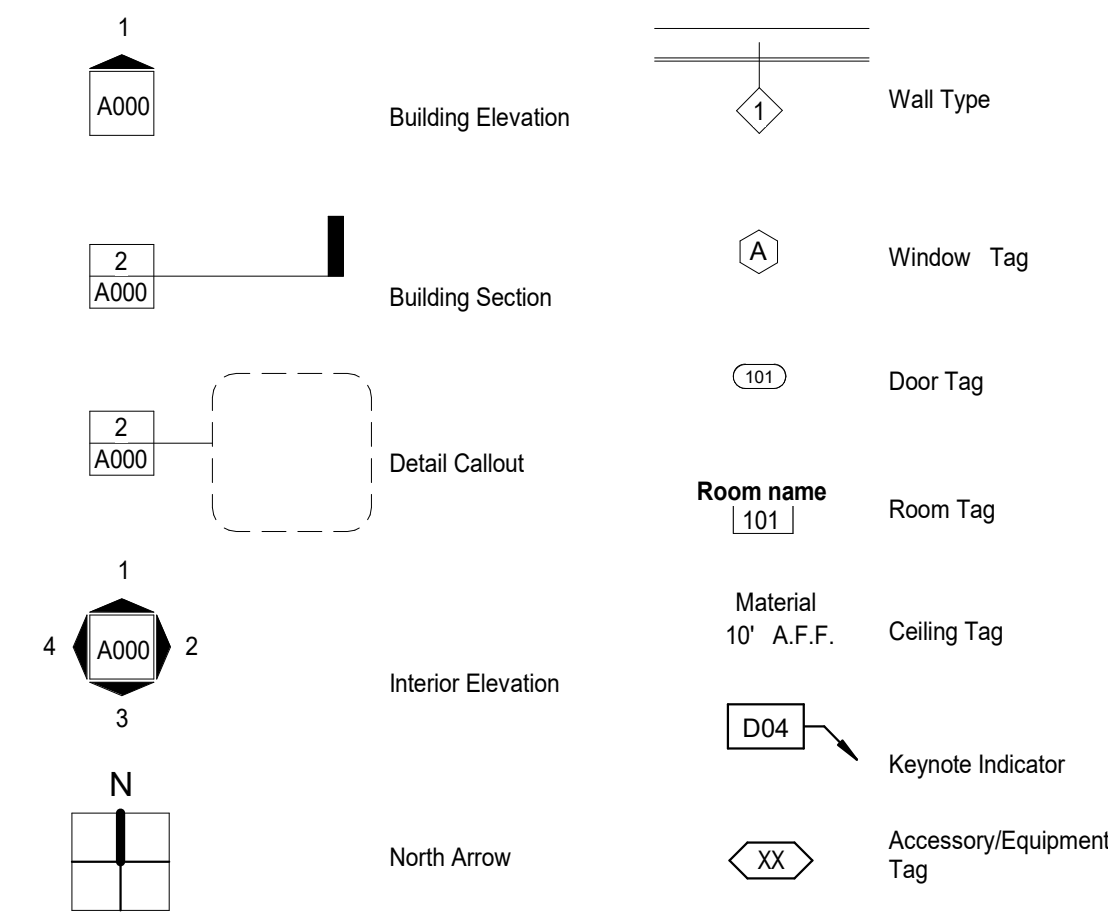 1
A000
Building Elevation
2
A000
Building Section
2
A000
Detail Callout
1
4 A000 2
3
Interior Elevation
N
North Arrow
1
Wall Type
A
Window Tag
101
Door Tag
Room name
101
Room Tag
Material
10' A.F.F.
Ceiling Tag
D04
Keynote Indicator
XX
Accessory/Equipment
Tag